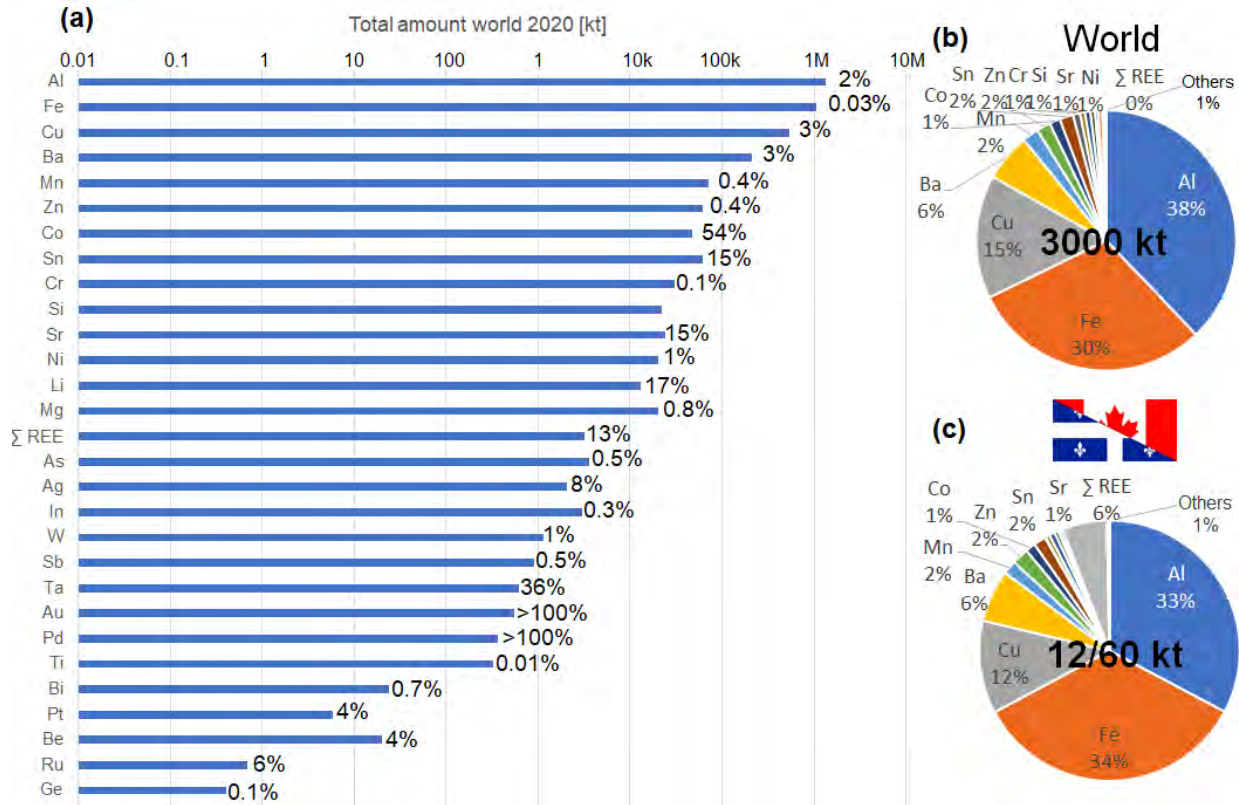 (a)
Total amount world 2020 [kt]
0.01 0.1 1 10 100 1 10k 100k 1M 10M
Al 2%
Fe 0.03%
Cu 3%
Ba 3%
Mn 0.4%
Zn 0.4%
Co 54%
Sn 15%
Cr 0.1%
Si
Sr 15%
Ni 1%
Li 17%
Mg 0.8%
∑ REE 13%
As 0.5%
Ag 8%
In 0.3%
W 1%
Sb 0.5%
Ta 36%
Au >100%
Pd >100%
Ti 0.01%
Bi 0.7%
Pt 4%
Be 4%
Ru 6%
Ge 0.1%
(b)
World
Sn 2%
Zn 2%
Cr 1%
Si 1%
Sr 1%
Ni 1%
∑ REE 0%
Others 1%
Co 1%
Mn 2%
Ba 6%
Cu 15%
Al 38%
Fe 30%
3000 kt
(c)
Co 1%
Zn 2%
Sn 2%
Sr 1%
∑ REE 6%
Others 1%
Mn 2%
Ba 6%
Cu 12%
Al 33%
Fe 34%
12/60 kt